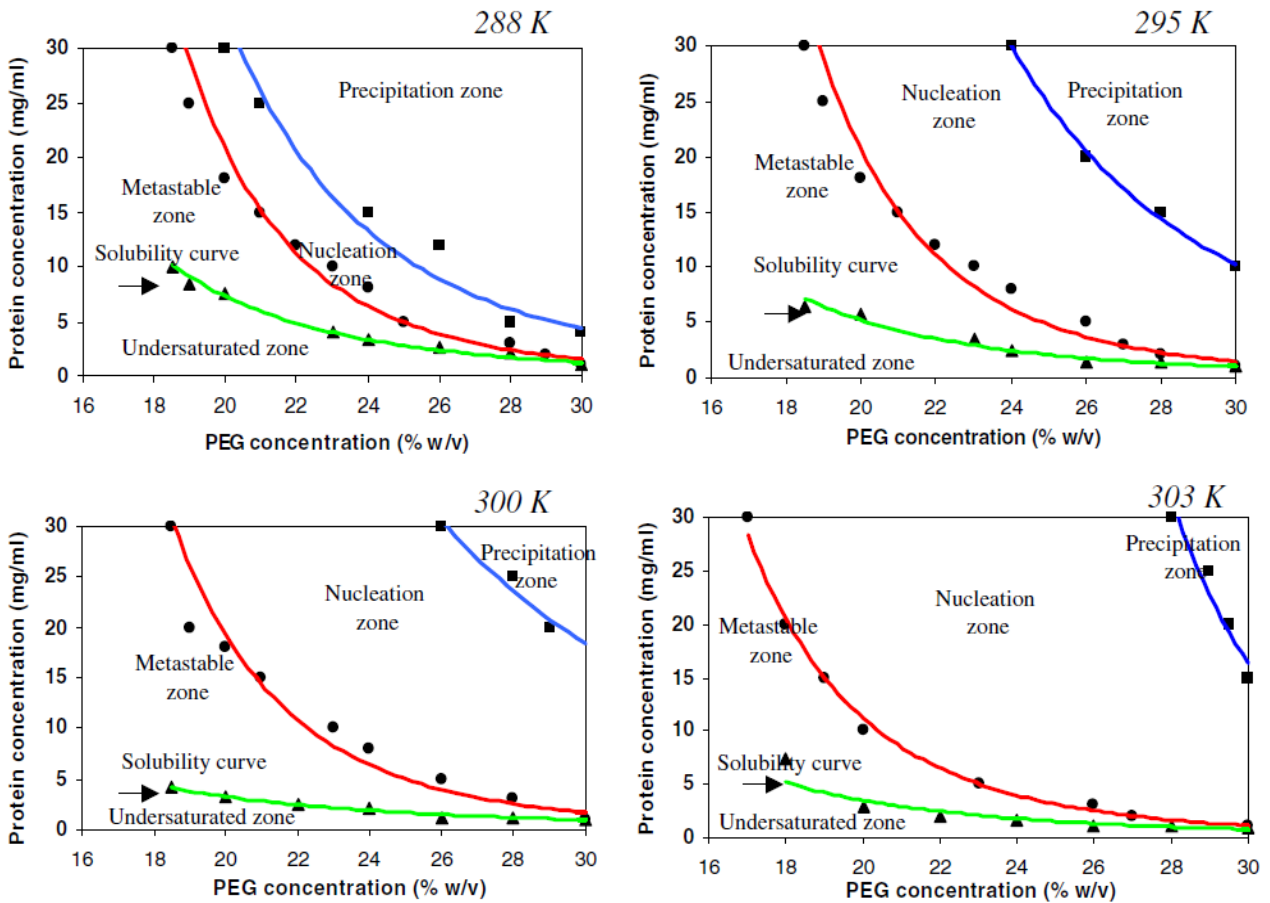 288 K
Protein concentration (mg/ml)
30
25
20
15
10
5
0
Precipitation zone
Metastable
zone
Nucleation
zone
Solubility curve
Undersaturated zone
16 18 20 22 24 26 28 30
PEG concentration (% w/v)
295 K
Protein concentration (mg/ml)
30
25
20
15
10
5
0
Nucleation
zone
Precipitation
zone
Metastable
zone
Solubility curve
Undersaturated zone
16 18 20 22 24 26 28 30
PEG concentration (% w/v)
300 K
Protein concentration (mg/ml)
30
25
20
15
10
5
0
Precipitation
zone
Nucleation
zone
Metastable
zone
Solubility curve
Undersaturated zone
16 18 20 22 24 26 28 30
PEG concentration (% w/v)
303 K
Protein concentration (mg/ml)
30
25
20
15
10
5
0
Precipitation
zone
Metastable
zone
Nucleation
zone
Solubility curve
Undersaturated zone
16 18 20 22 24 26 28 30
PEG concentration (% w/v)